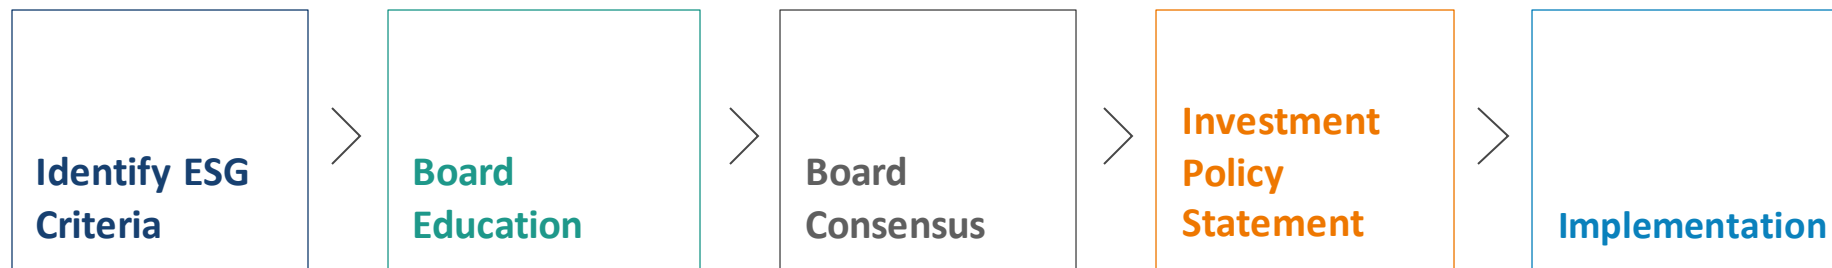 Identify ESG
Criteria
Board
Education
Board
Consensus
Investment
Policy
Statement
Implementation